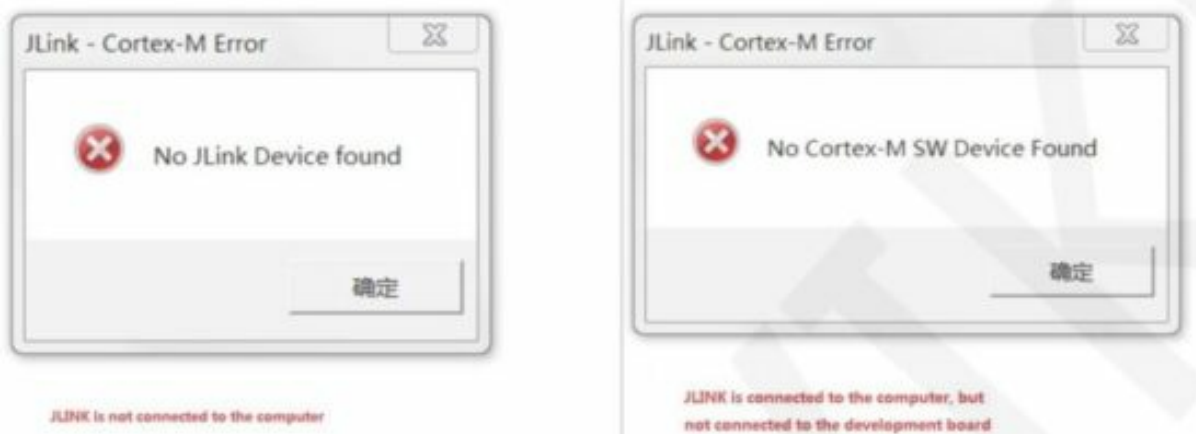 JLink - Cortex-M Error
No JLink Device found
确定
JLINK is not connected to the computer
JLink - Cortex-M Error
No Cortex-M SW Device Found
确定
JLINK is connected to the computer, but
not connected to the development board